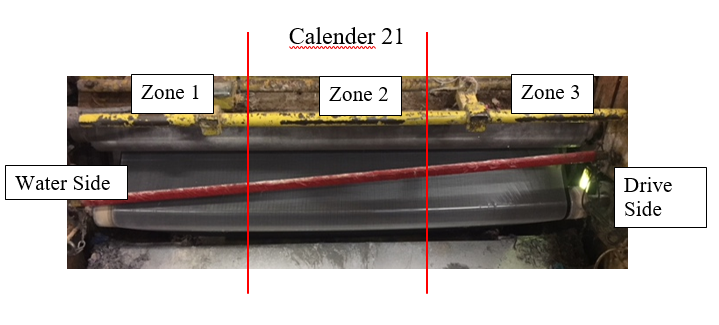 Calender 21
Zone 1
Zone 2
Zone 3
Water Side
Drive
Side